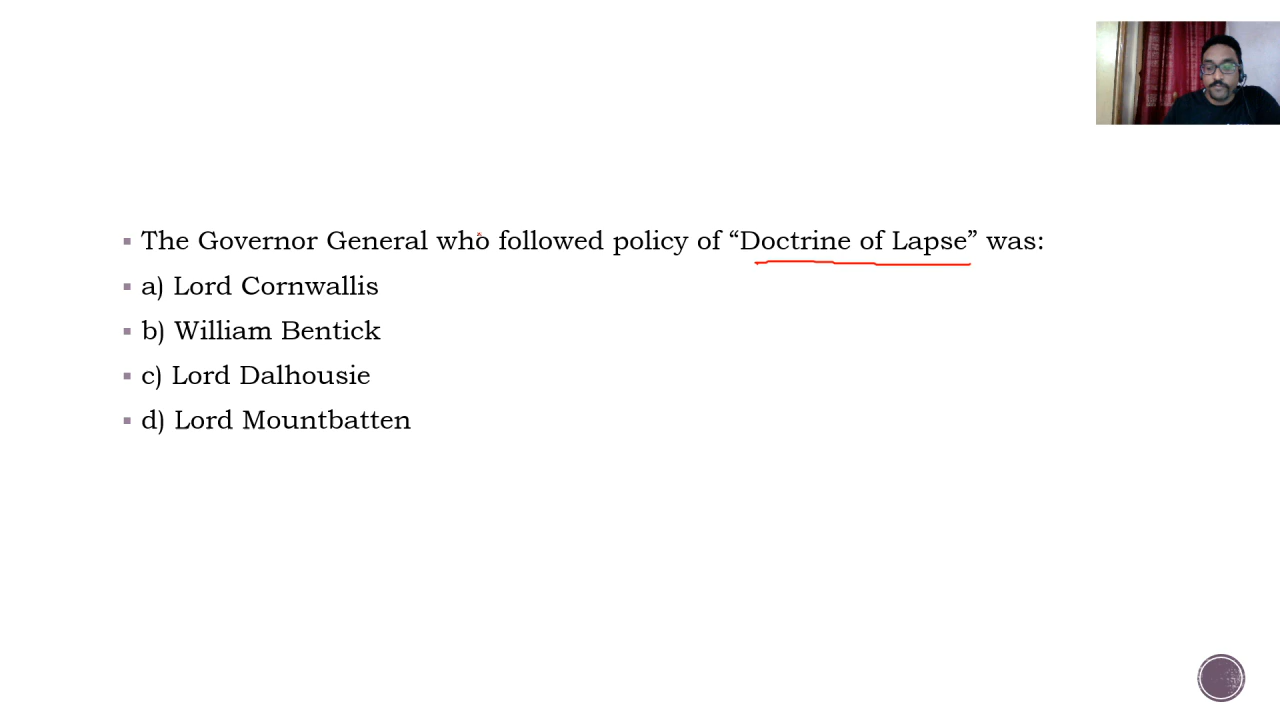 The Governor General who followed policy of “Doctrine of Lapse” was:
a) Lord Cornwallis
b) William Bentick
c) Lord Dalhousie
d) Lord Mountbatten